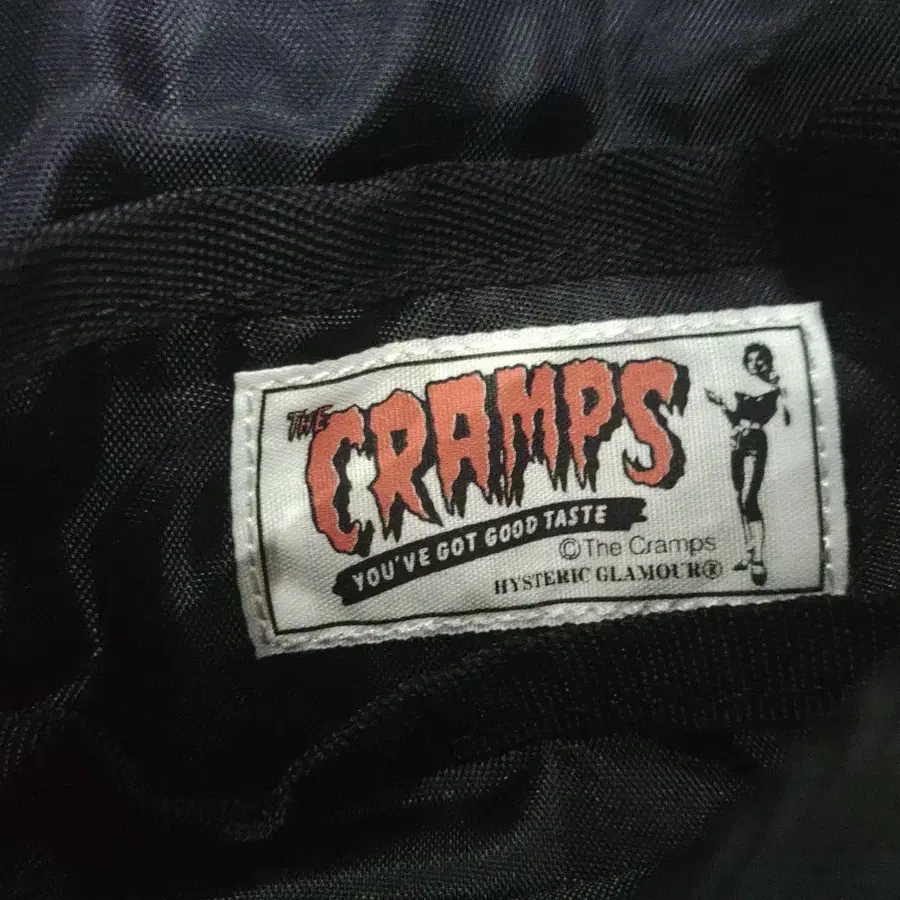 THE
CRAMPS
YOU'VE GOT GOOD TASTE
©The Cramps
HYSTERIC GLAMOUR®